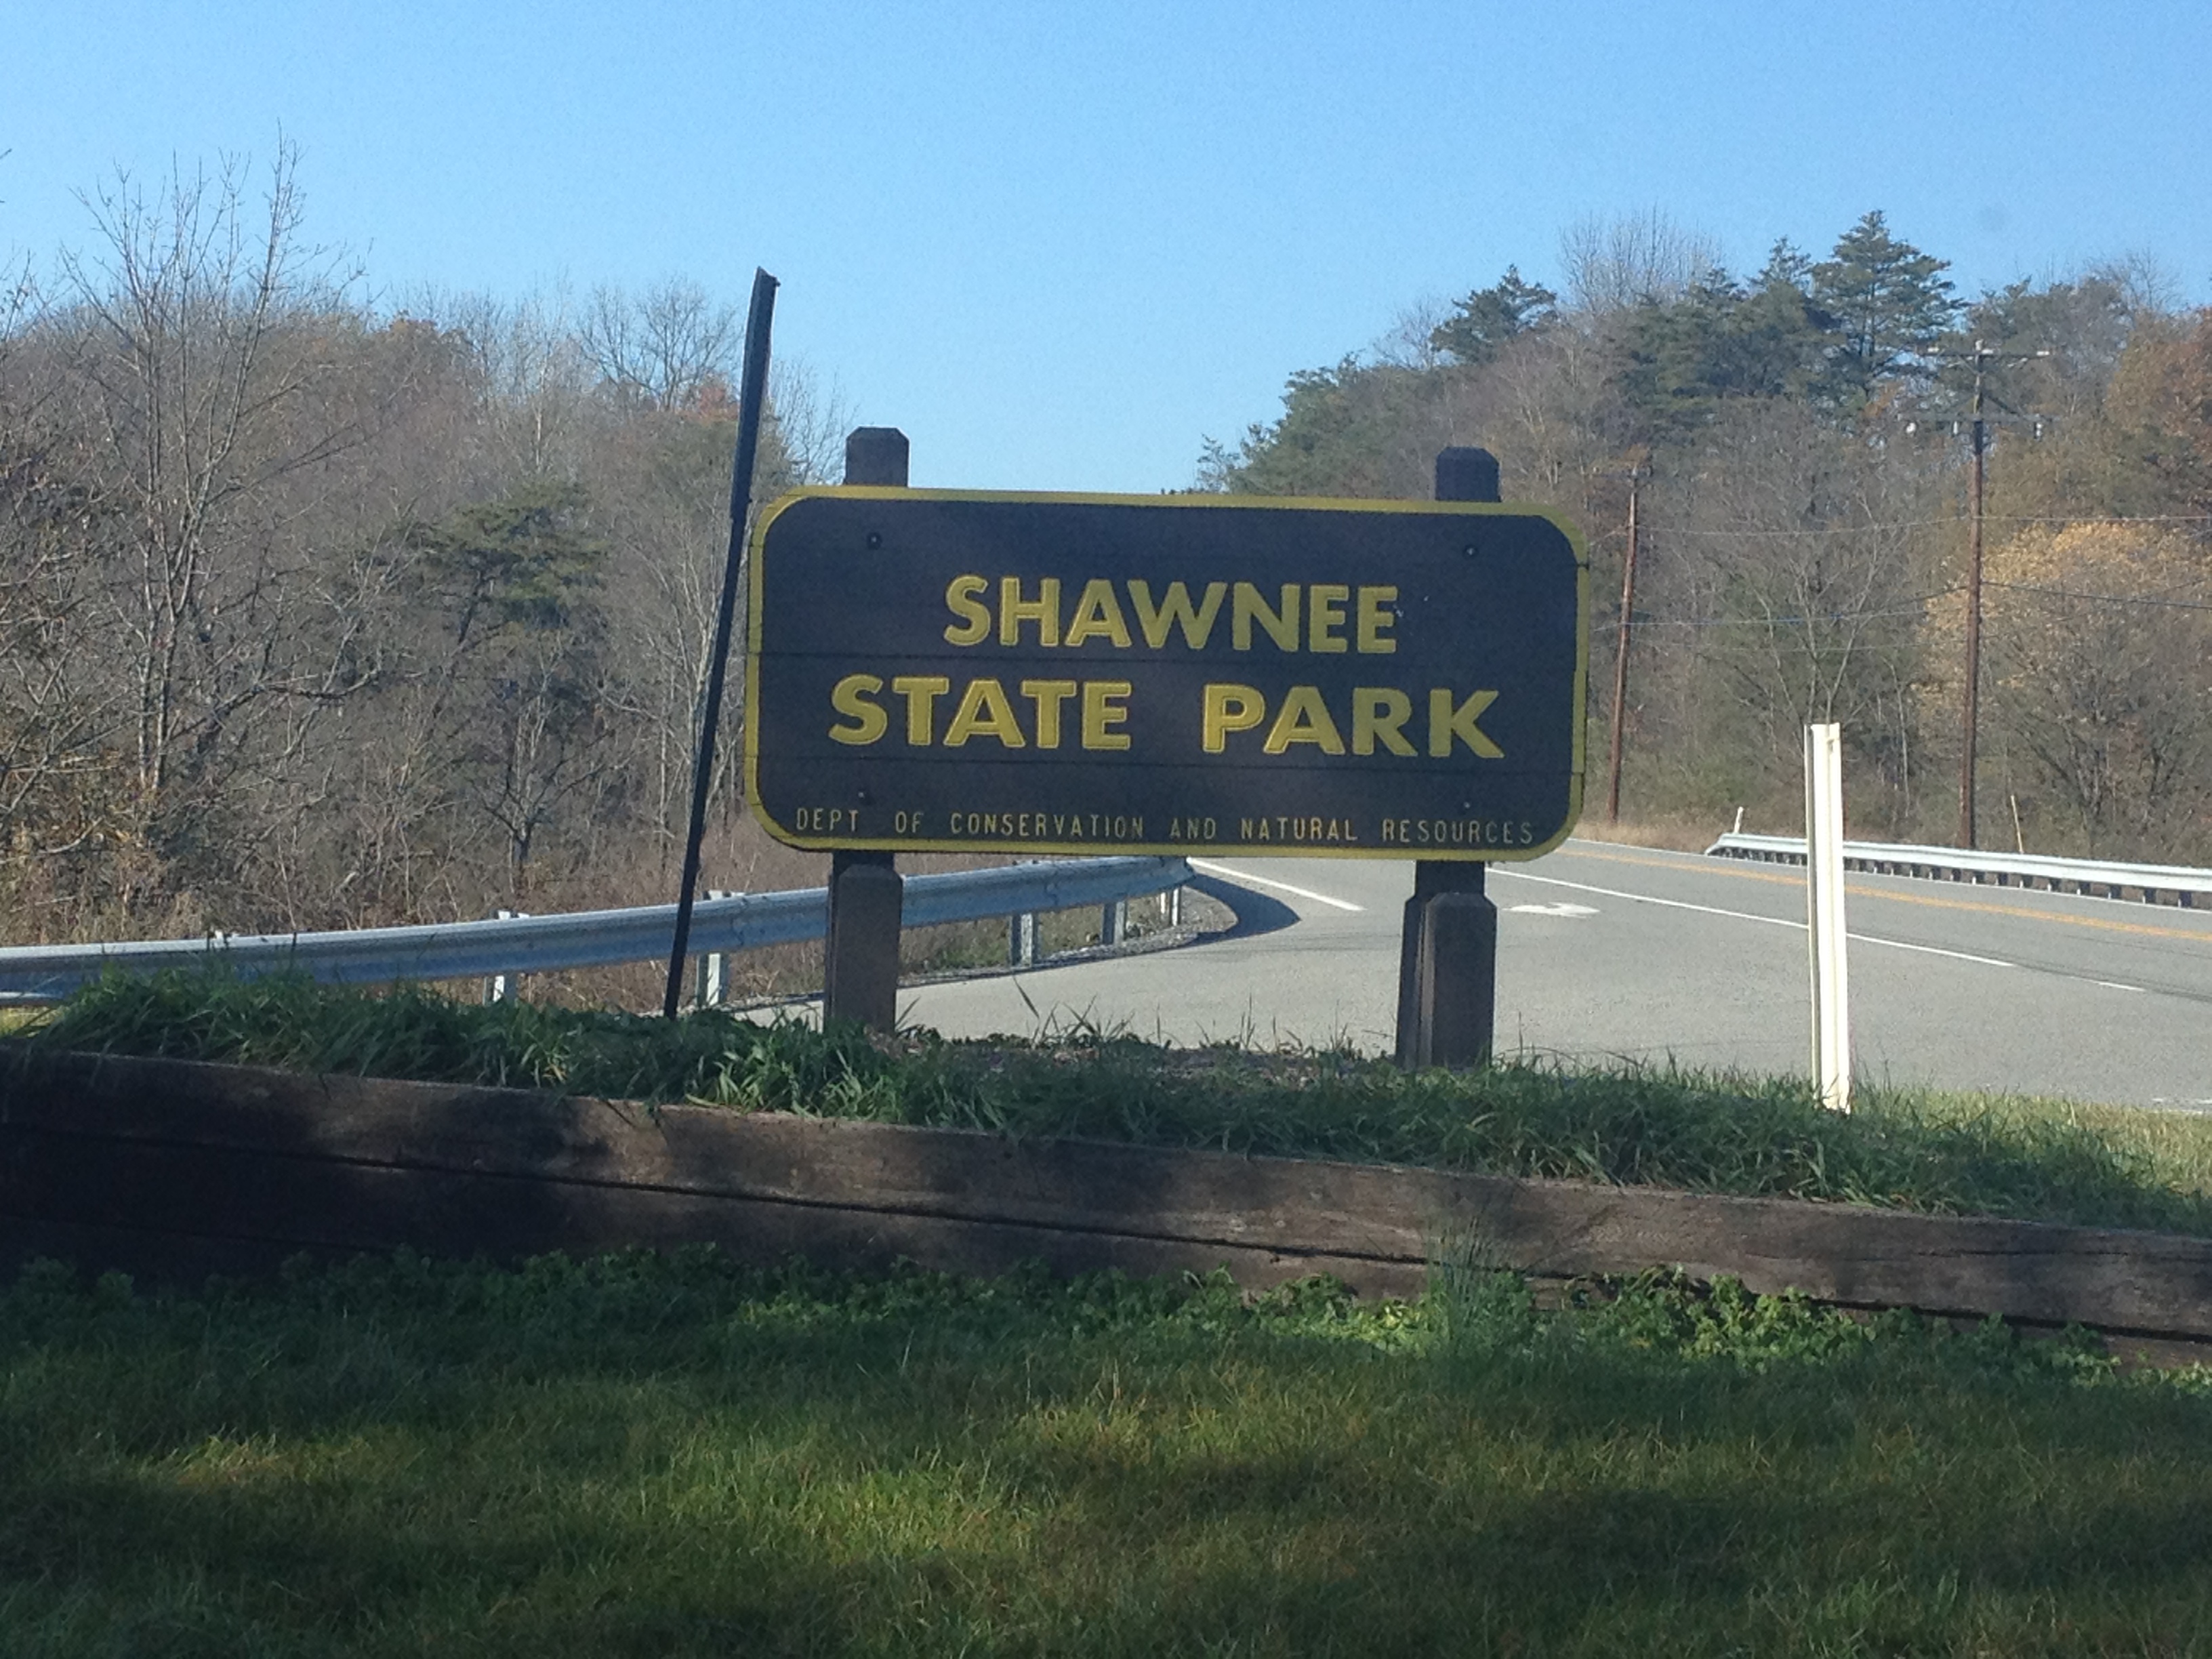 SHAWNEE
STATE PARK
DEPT OF CONSERVATION AND NATURAL RESOURCES